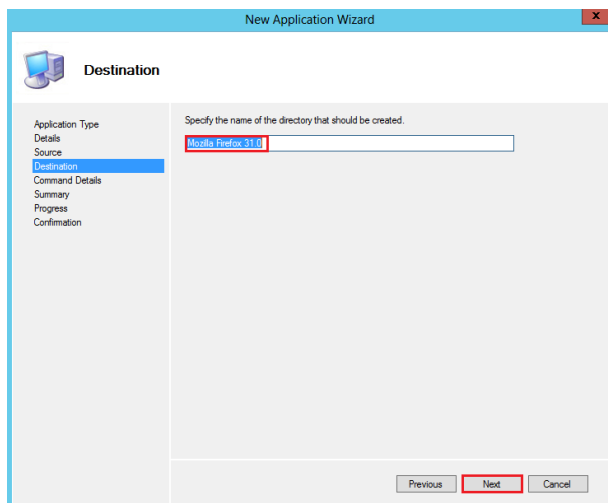 New Application Wizard
X
Destination
Application Type
Details
Source
Destination
Command Details
Summary
Progress
Confirmation
Specify the name of the directory that should be created.
Mozilla Firefox 31.0
Previous Next Cancel